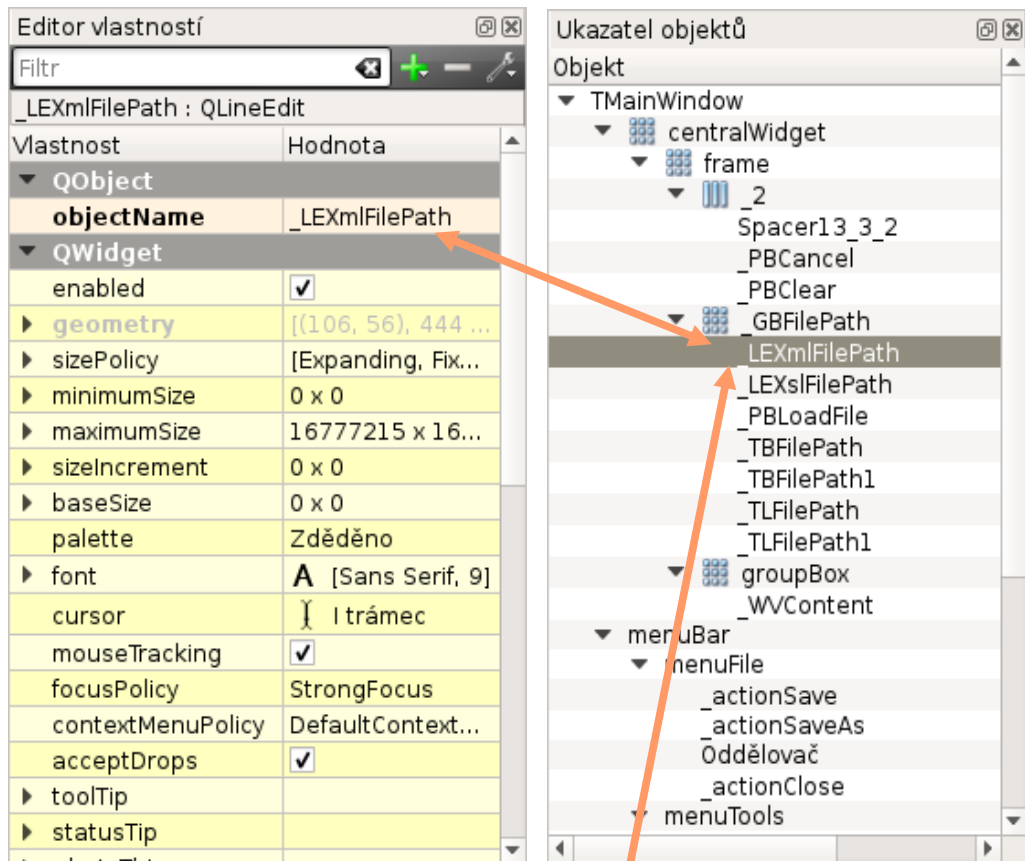 Editor vlastností
Filtr
_LEXmlFilePath : QLineEdit
Vlastnost Hodnota
QObject
objectName _LEXmlFilePath
QWidget
enabled
geometry [(106, 56), 444 ...
sizePolicy [Expanding, Fix...
minimumSize 0 x 0
maximumSize 16777215 x 16...
sizeIncrement 0 x 0
baseSize 0 x 0
palette Zděděno
font A [Sans Serif, 9]
cursor I trámec
mouseTracking
focusPolicy StrongFocus
contextMenuPolicy DefaultContext...
acceptDrops
toolTip
statusTip
Ukazatel objektů
Objekt
TMainWindow
centralWidget
frame
_2
Spacer13_3_2
_PBCancel
_PBClear
_GBFilePath
_LEXmlFilePath
_LEXslFilePath
_PBLoadFile
_TBFilePath
_TBFilePath1
_TLFilePath
_TLFilePath1
groupBox
_WVContent
menuBar
menuFile
_actionSave
_actionSaveAs
Oddělovač
_actionClose
menuTools